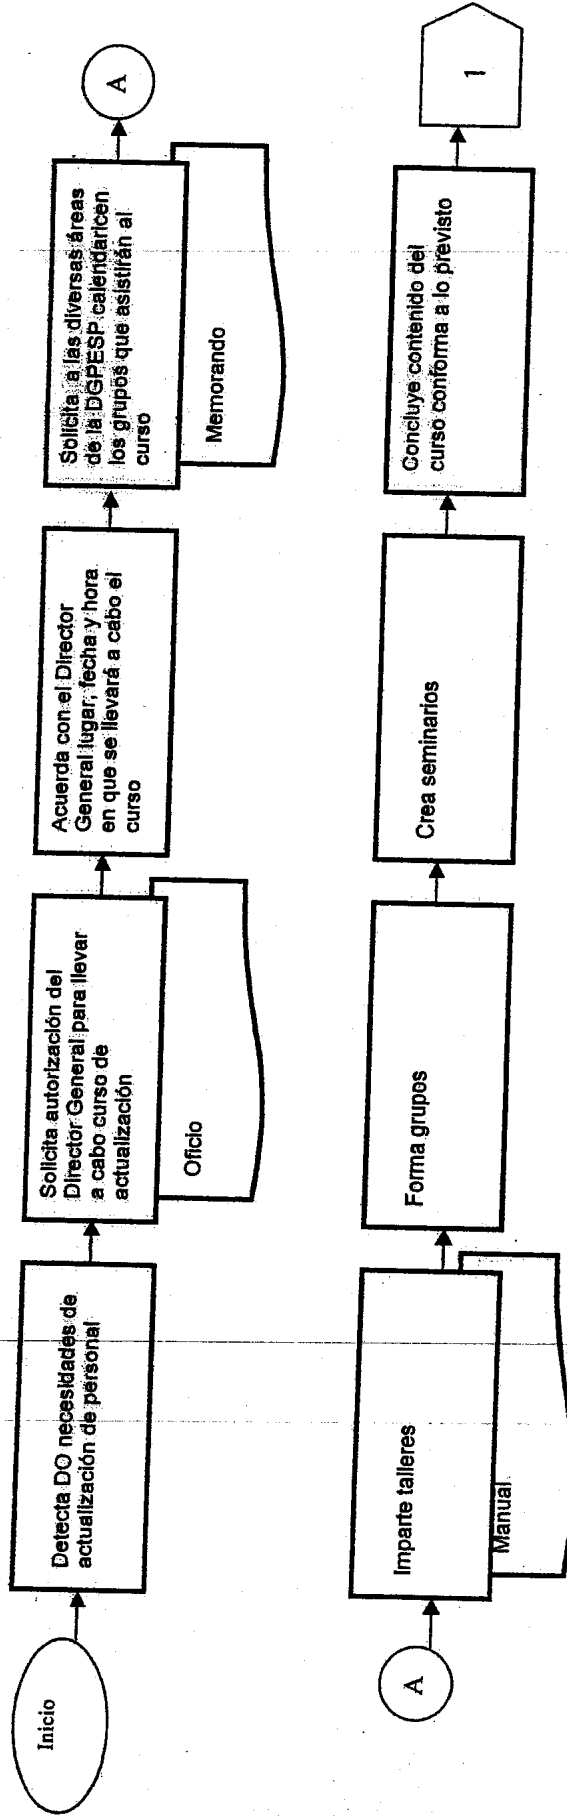 Inicio
Detecta DO necesidades de
actualización de personal
Solicita autorización del
Director General para llevar
a cabo curso de
actualización
Oficio
Acuerda con el Director
General lugar, fecha y hora
en que se llevará a cabo el
curso
Solicita a las diversas áreas
de la DGPESP calendaricen
los grupos que asistirán al
curso
Memorando
A
A
Imparte talleres
Manual
Forma grupos
Crea seminarios
Concluye contenido del
curso conforma a lo previsto
1